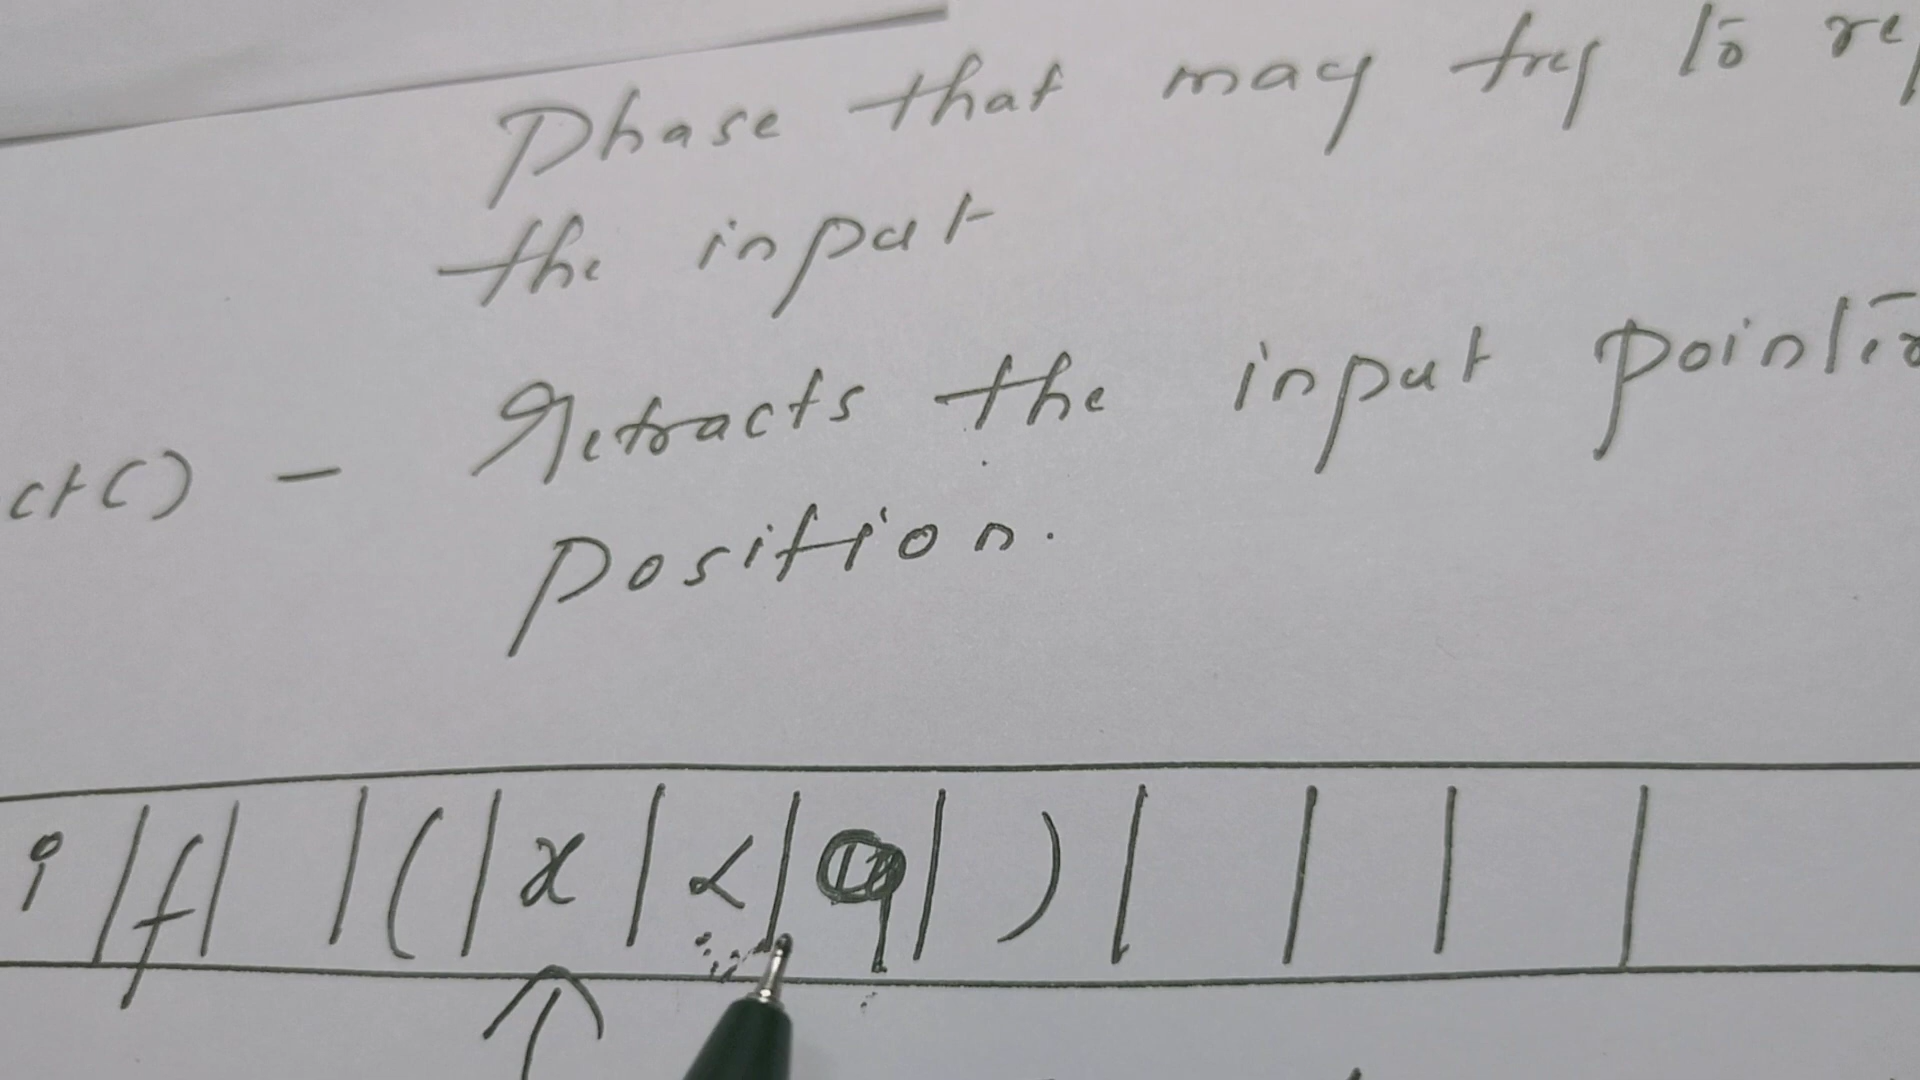 Phase that may try to re
the input
ct() - retracts the input pointer
position.
i | f | | ( | x | < | 9 | ) | | | |